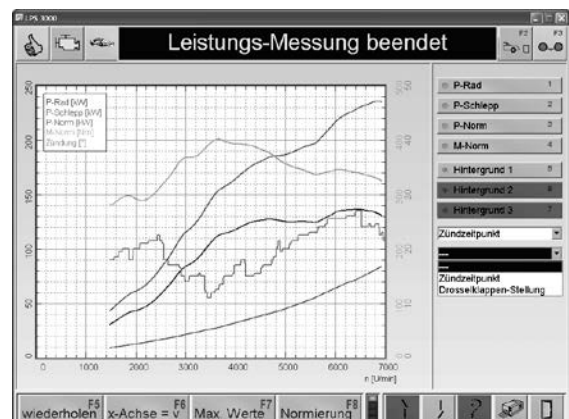 LPS 3000
Leistungs-Messung beendet
F2
F3
P-Rad [kW]
P-Schlepp [kW]
P-Norm [kW]
M-Norm [Nm]
Zündung [°]
250
200
150
100
50
0
500
400
300
200
100
0
50
40
30
20
10
0
0 1000 2000 3000 4000 5000 6000 7000
n [U/min]
P-Rad 1
P-Schlepp 2
P-Norm 3
M-Norm 4
Hintergrund 1 5
Hintergrund 2 6
Hintergrund 3 7
Zündzeitpunkt
---
---
Zündzeitpunkt
Drosselklappen-Stellung
F5 wiederholen
F6 x-Achse = v
F7 Max. Werte
F8 Normierung